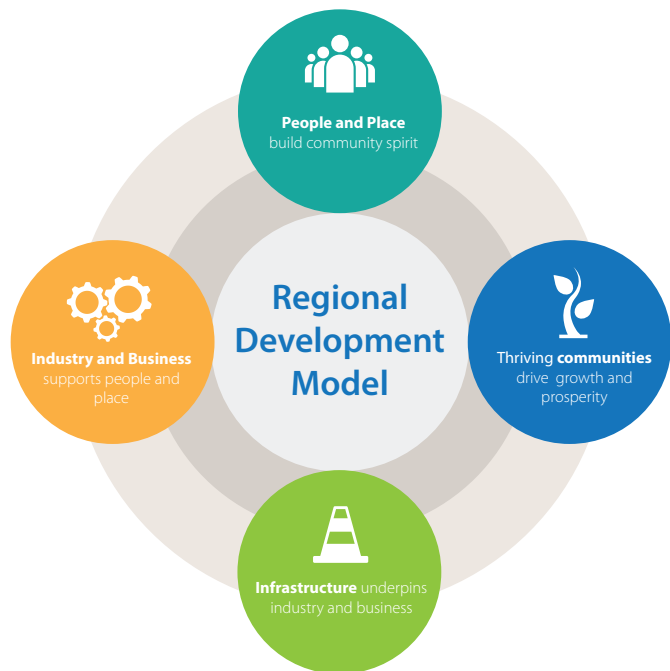 People and Place
build community spirit
Regional
Development
Model
Industry and Business
supports people and
place
Thriving communities
drive growth and
prosperity
Infrastructure underpins
industry and business